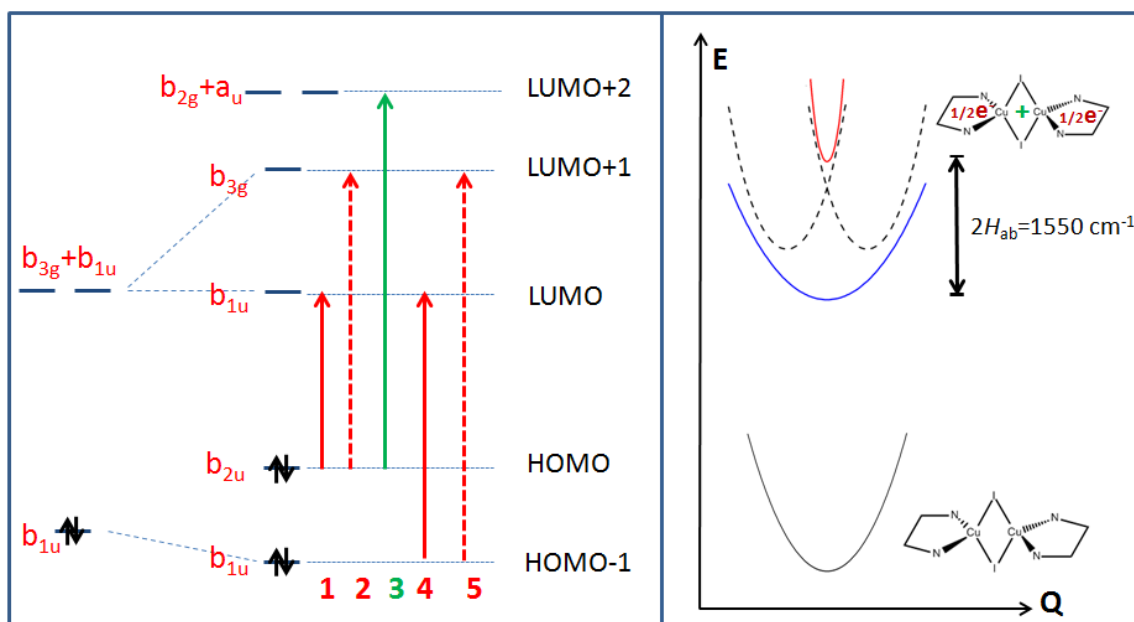 b2g+au
LUMO+2
b3g
LUMO+1
b3g+b1u
b1u
LUMO
b2u
HOMO
b1u
b1u
HOMO-1
1 2 3 4 5
E
N
I
N
1/2e
Cu
+
Cu
1/2e-
N
I
N
2Hab=1550 cm-1
I
N
N
Cu
Cu
N
I
N
Q